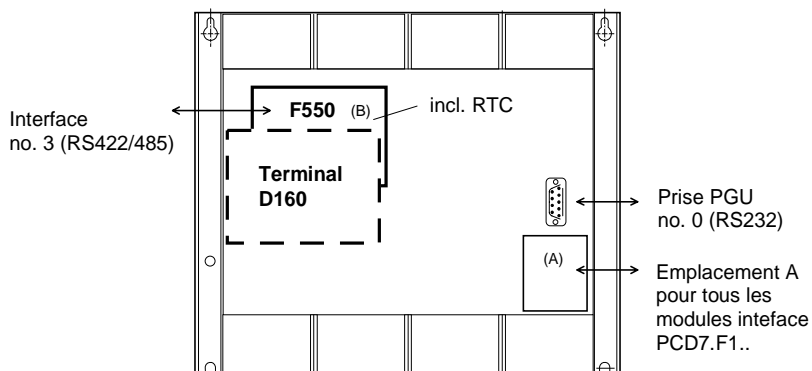 Interface
no. 3 (RS422/485)
F550 (B)
incl. RTC
Terminal
D160
Prise PGU
no. 0 (RS232)
(A)
Emplacement A
pour tous les
modules inteface
PCD7.F1..